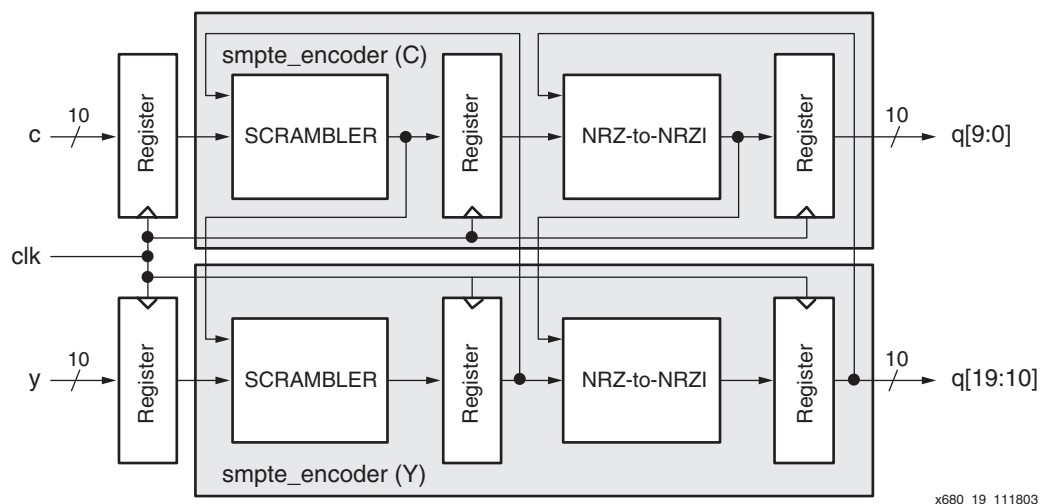 smpte_encoder (C)
10
c
Register
SCRAMBLER
Register
NRZ-to-NRZI
Register
10
q[9:0]
clk
10
y
Register
SCRAMBLER
Register
NRZ-to-NRZI
Register
10
q[19:10]
smpte_encoder (Y)
x680_19_111803